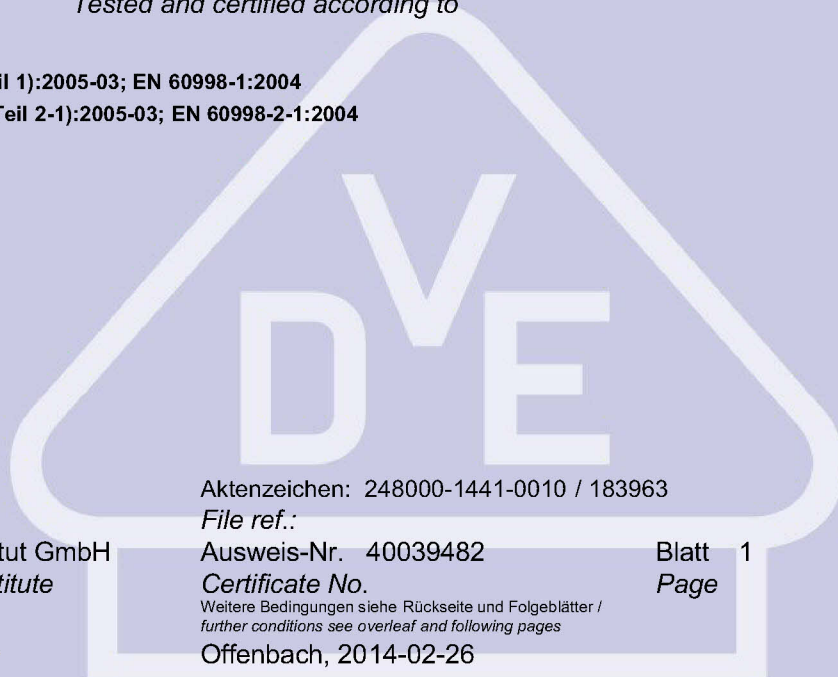 Tested and certified according to
il 1):2005-03; EN 60998-1:2004
Teil 2-1):2005-03; EN 60998-2-1:2004
VDE
Aktenzeichen: 248000-1441-0010 / 183963
File ref.:
tut GmbH Ausweis-Nr. 40039482 Blatt 1
titute Certificate No. Page
Weitere Bedingungen siehe Rückseite und Folgeblätter /
further conditions see overleaf and following pages
Offenbach, 2014-02-26